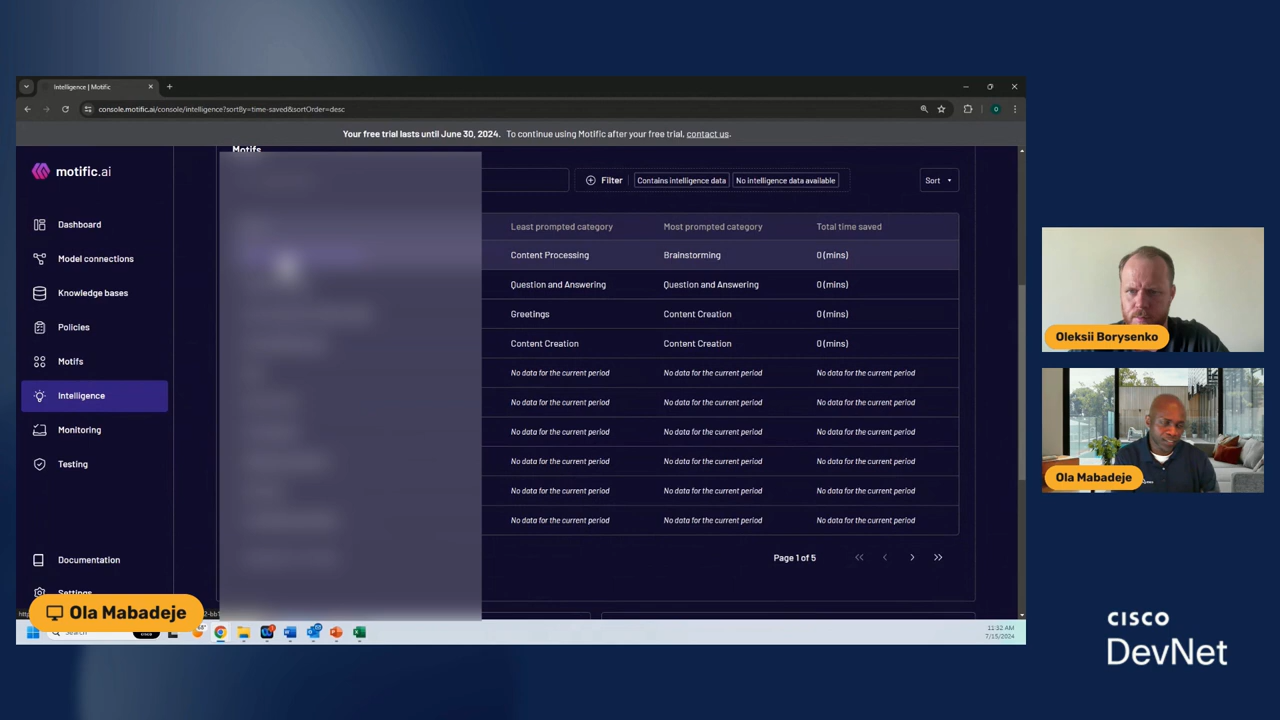 Intelligence | Motific
console.motific.ai/console/intelligence?sortBy=time-saved&sortOrder=desc
Your free trial lasts until June 30, 2024. To continue using Motific after your free trial, contact us.
motific.ai
Dashboard
Model connections
Knowledge bases
Policies
Motifs
Intelligence
Monitoring
Testing
Documentation
Settings
Motifs
Filter Contains intelligence data No intelligence data available Sort
Least prompted category Most prompted category Total time saved
Content Processing Brainstorming 0 (mins)
Question and Answering Question and Answering 0 (mins)
Greetings Content Creation 0 (mins)
Content Creation Content Creation 0 (mins)
No data for the current period No data for the current period No data for the current period
No data for the current period No data for the current period No data for the current period
No data for the current period No data for the current period No data for the current period
No data for the current period No data for the current period No data for the current period
No data for the current period No data for the current period No data for the current period
No data for the current period No data for the current period No data for the current period
Page 1 of 5
Ola Mabadeje
Search
11:32 AM
7/15/2024
Oleksii Borysenko
Ola Mabadeje
CISCO
DevNet